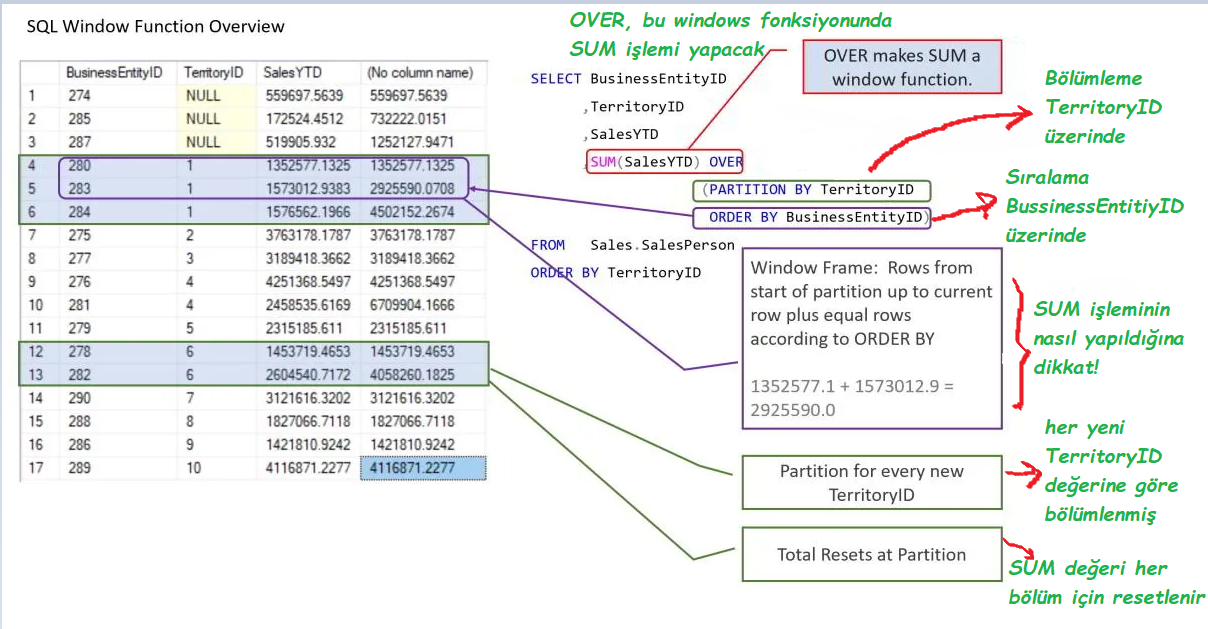 SQL Window Function Overview
OVER, bu windows fonksiyonunda
SUM işlemi yapacak
BusinessEntityID TerritoryID SalesYTD (No column name)
1 274 NULL 559697.5639 559697.5639
2 285 NULL 172524.4512 732222.0151
3 287 NULL 519905.932 1252127.9471
4 280 1 1352577.1325 1352577.1325
5 283 1 1573012.9383 2925590.0708
6 284 1 1576562.1966 4502152.2674
7 275 2 3763178.1787 3763178.1787
8 277 3 3189418.3662 3189418.3662
9 276 4 4251368.5497 4251368.5497
10 281 4 2458535.6169 6709904.1666
11 279 5 2315185.611 2315185.611
12 278 6 1453719.4653 1453719.4653
13 282 6 2604540.7172 4058260.1825
14 290 7 3121616.3202 3121616.3202
15 288 8 1827066.7118 1827066.7118
16 286 9 1421810.9242 1421810.9242
17 289 10 4116871.2277 4116871.2277
SELECT BusinessEntityID
,TerritoryID
,SalesYTD
,SUM(SalesYTD) OVER
(PARTITION BY TerritoryID
ORDER BY BusinessEntityID)
FROM Sales.SalesPerson
ORDER BY TerritoryID
OVER makes SUM a
window function.
Bölümleme
TerritoryID
üzerinde
Sıralama
BussinessEntitiyID
üzerinde
Window Frame: Rows from
start of partition up to current
row plus equal rows
according to ORDER BY
1352577.1 + 1573012.9 =
2925590.0
SUM işleminin
nasıl yapıldığına
dikkat!
Partition for every new
TerritoryID
her yeni
TerritoryID
değerine göre
bölümlenmiş
Total Resets at Partition
SUM değeri her
bölüm için resetlenir